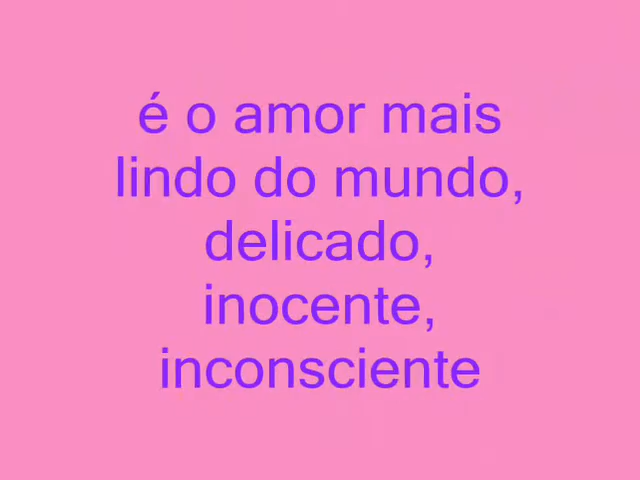 é o amor mais
lindo do mundo,
delicado,
inocente,
inconsciente